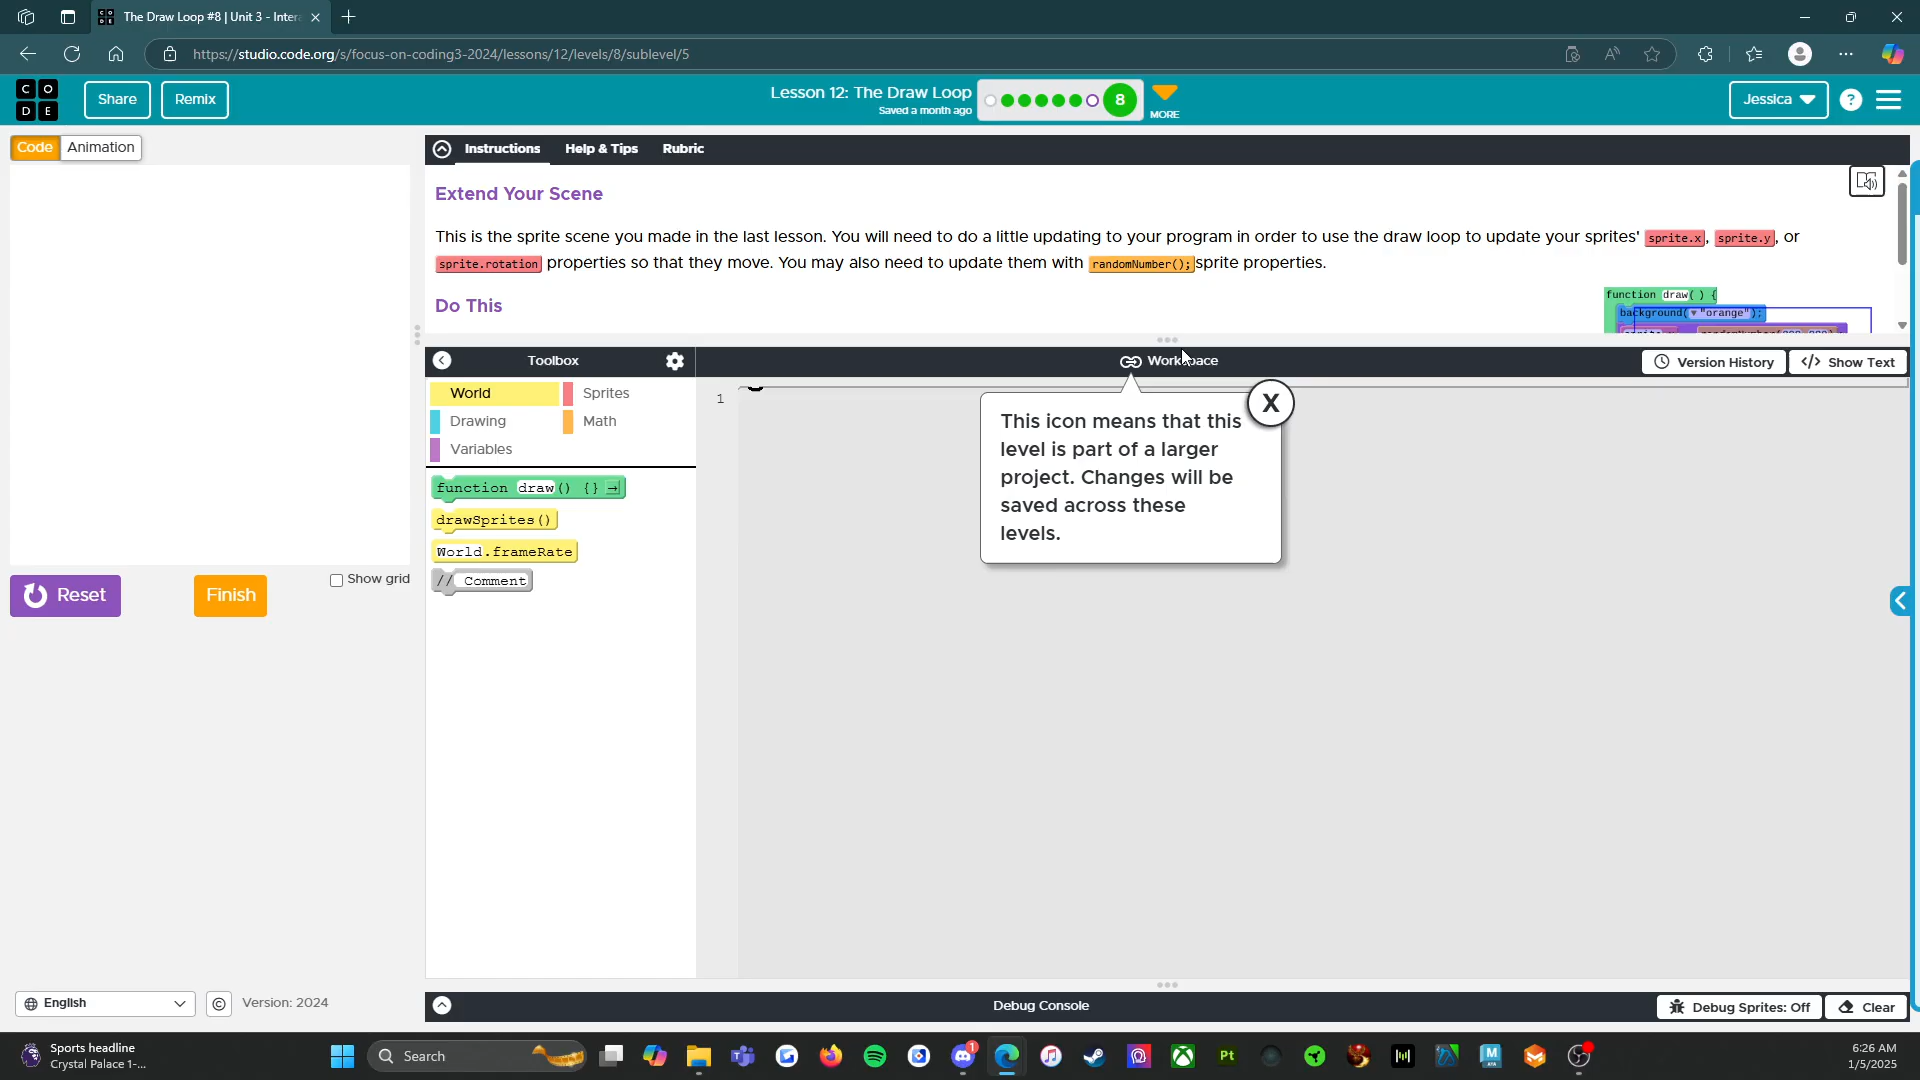 The Draw Loop #8 | Unit 3 - Intera
https://studio.code.org/s/focus-on-coding3-2024/lessons/12/levels/8/sublevel/5
C O
D E
Share
Remix
Lesson 12: The Draw Loop
Saved a month ago
8
MORE
Jessica
?
Code
Animation
Instructions
Help & Tips
Rubric
Extend Your Scene
This is the sprite scene you made in the last lesson. You will need to do a little updating to your program in order to use the draw loop to update your sprites' sprite.x, sprite.y, or
sprite.rotation properties so that they move. You may also need to update them with randomNumber(); sprite properties.
Do This
function draw( ) {
background( "orange");
Toolbox
Workspace
Version History
</> Show Text
World
Sprites
Drawing
Math
Variables
1
function draw() {}
drawSprites()
World.frameRate
// Comment
X
This icon means that this
level is part of a larger
project. Changes will be
saved across these
levels.
Reset
Finish
Show grid
English
©
Version: 2024
Debug Console
Debug Sprites: Off
Clear
Sports headline
Crystal Palace 1-...
Search
1
Pt
M
6:26 AM
1/5/2025